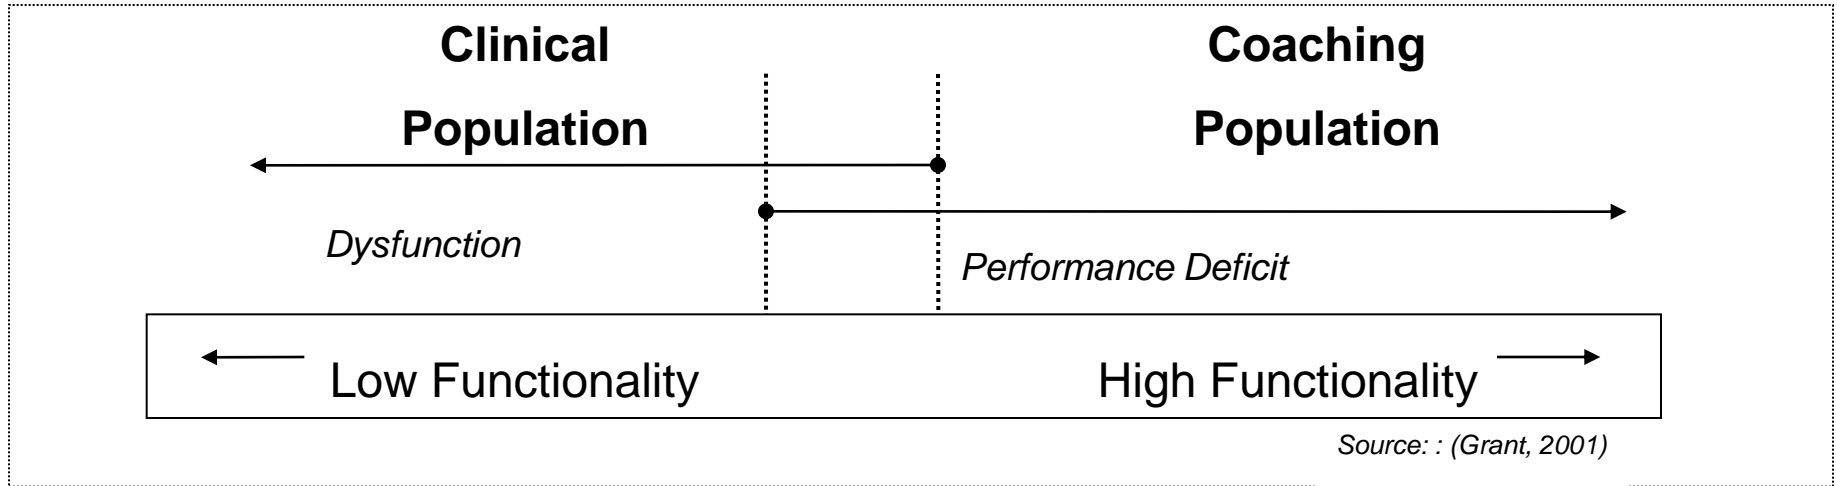 Clinical
Coaching
Population
Population
Dysfunction
Performance Deficit
Low Functionality
High Functionality
Source: : (Grant, 2001)